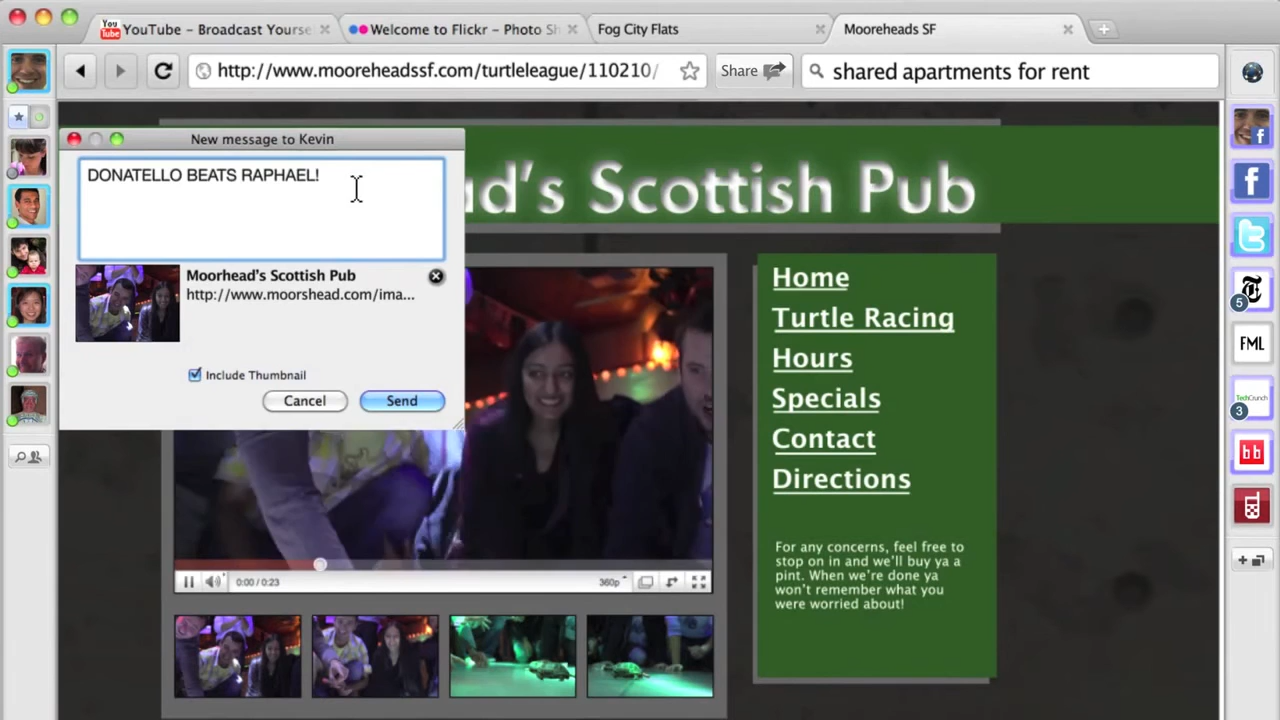 You
Tube
YouTube – Broadcast Yourse
Welcome to Flickr – Photo Sh
Fog City Flats
Mooreheads SF
http://www.mooreheadssf.com/turtleleague/110210/
Share
shared apartments for rent
New message to Kevin
DONATELLO BEATS RAPHAEL!
Moorhead's Scottish Pub
http://www.moorshead.com/ima...
Include Thumbnail
Cancel
Send
ad's Scottish Pub
Home
Turtle Racing
Hours
Specials
Contact
Directions
For any concerns, feel free to
stop on in and we'll buy ya a
pint. When we're done ya
won't remember what you
were worried about!
0:00 / 0:23
360p
f
f
t
T
5
FML
TechCrunch
3
bb